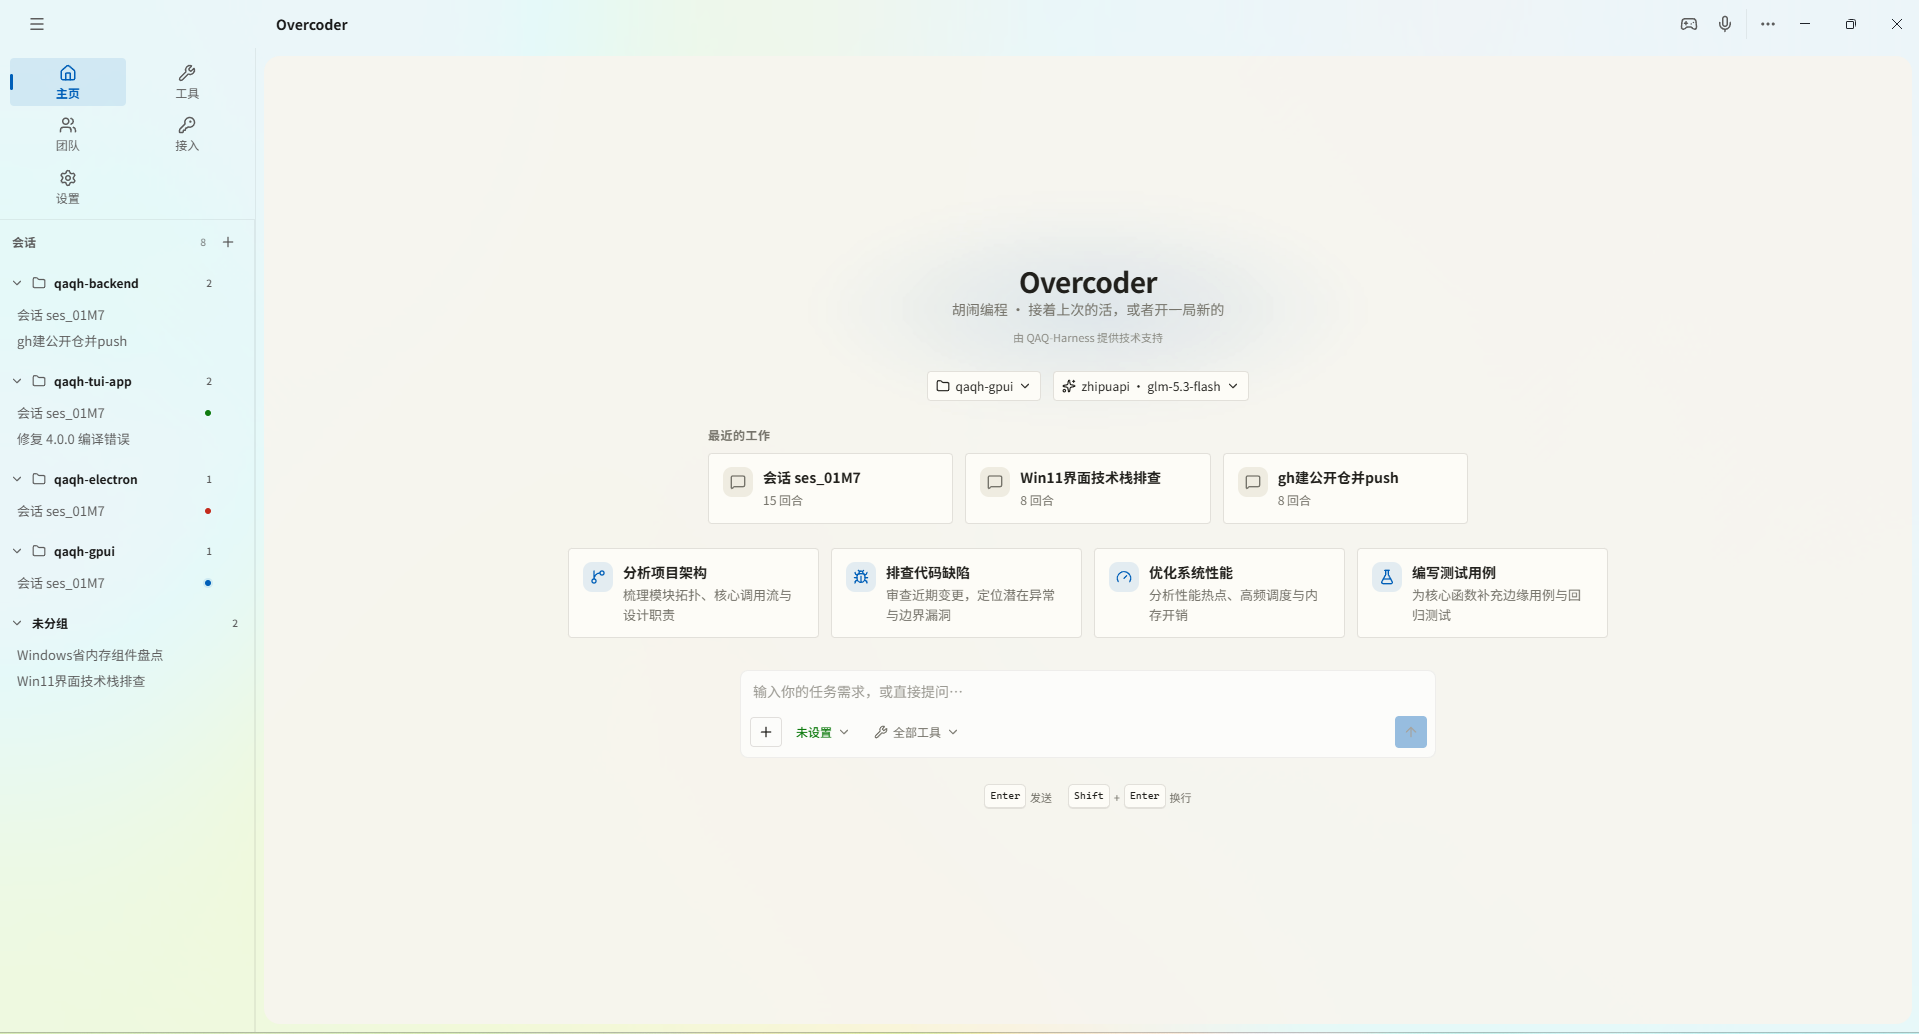 Overcoder
主页
工具
团队
接入
设置
会话 8
qaqh-backend 2
会话 ses_01M7
gh建公开仓并push
qaqh-tui-app 2
会话 ses_01M7
修复 4.0.0 编译错误
qaqh-electron 1
会话 ses_01M7
qaqh-gpui 1
会话 ses_01M7
未分组 2
Windows省内存组件盘点
Win11界面技术栈排查
Overcoder
胡闹编程 · 接着上次的活，或者开一局新的
由 QAQ-Harness 提供技术支持
qaqh-gpui
zhipuapi · glm-5.3-flash
最近的工作
会话 ses_01M7
15 回合
Win11界面技术栈排查
8 回合
gh建公开仓并push
8 回合
分析项目架构
梳理模块拓扑、核心调用流与
设计职责
排查代码缺陷
审查近期变更，定位潜在异常
与边界漏洞
优化系统性能
分析性能热点、高频调度与内
存开销
编写测试用例
为核心函数补充边缘用例与回
归测试
输入你的任务需求，或直接提问…
未设置
全部工具
Enter 发送 Shift + Enter 换行